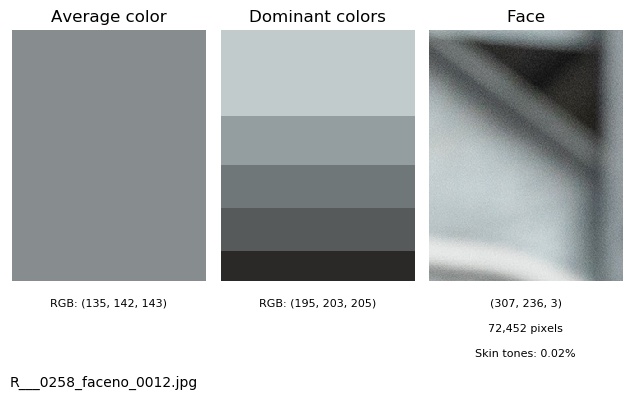 Average color
Dominant colors
Face
RGB: (135, 142, 143)
RGB: (195, 203, 205)
(307, 236, 3)
72,452 pixels
Skin tones: 0.02%
R___0258_faceno_0012.jpg